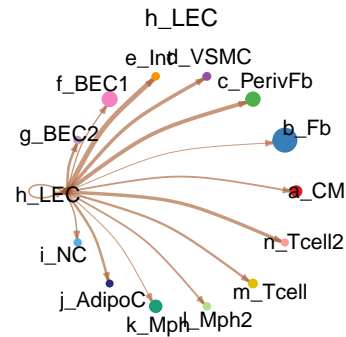 h_LEC
e_Int
d_VSMC
f_BEC1
c_PerivFb
g_BEC2
b_Fb
h_LEC
a_CM
n_Tcell2
i_NC
m_Tcell
j_AdipoC
k_Mph
l_Mph2